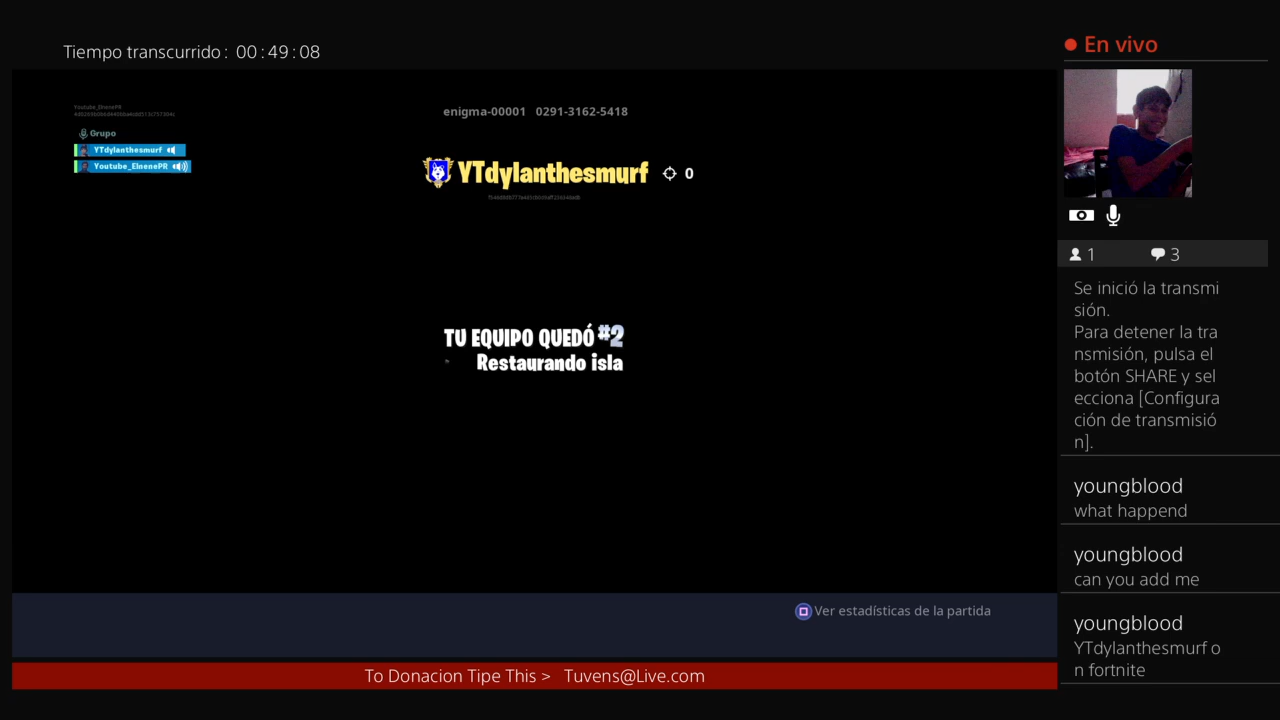 Tiempo transcurrido: 00:49:08
En vivo
Youtube_ElnenePR
Grupo
YTdylanthesmurf
Youtube_ElnenePR
enigma-00001 0291-3162-5418
YTdylanthesmurf 0
TU EQUIPO QUEDÓ #2
Restaurando isla
Ver estadísticas de la partida
To Donacion Tipe This > Tuvens@Live.com
1 3
Se inició la transmi
sión.
Para detener la tra
nsmisión, pulsa el
botón SHARE y sel
ecciona [Configura
ción de transmisió
n].
youngblood
what happend
youngblood
can you add me
youngblood
YTdylanthesmurf o
n fortnite